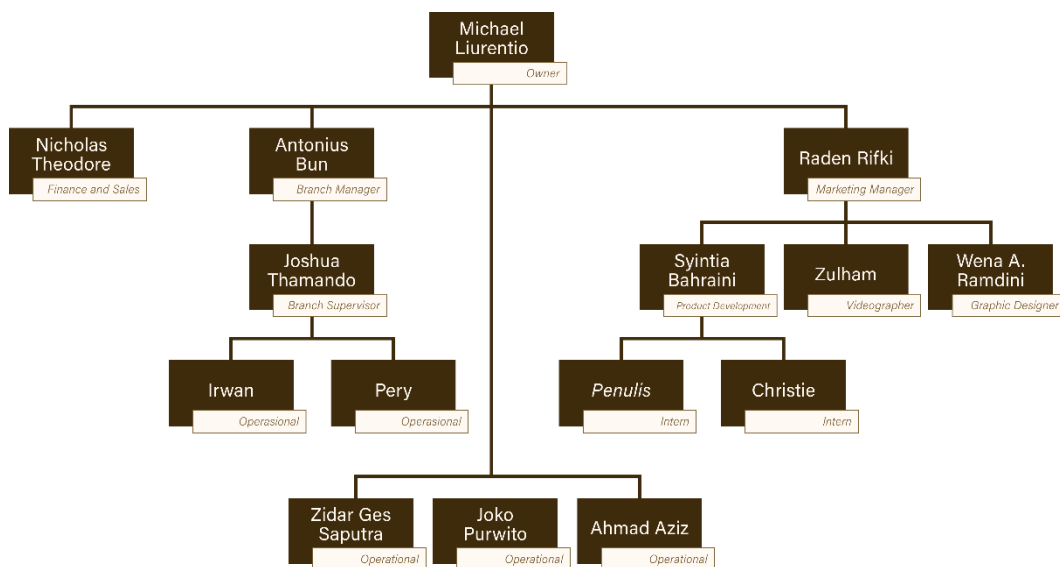 Michael
Liurentio
Owner
Nicholas
Theodore
Finance and Sales
Antonius
Bun
Branch Manager
Raden Rifki
Marketing Manager
Joshua
Thamando
Branch Supervisor
Syintia
Bahraini
Product Development
Zulham
Videographer
Wena A.
Ramdini
Graphic Designer
Irwan
Operasional
Pery
Operasional
Penulis
Intern
Christie
Intern
Zidar Ges
Saputra
Operational
Joko
Purwito
Operational
Ahmad Aziz
Operational